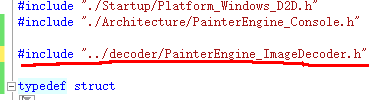 #include "./Startup/Platform_Windows_D2D.h"
#include "./Architecture/PainterEngine_Console.h"
#include "../decoder/PainterEngine_ImageDecoder.h"
typedef struct